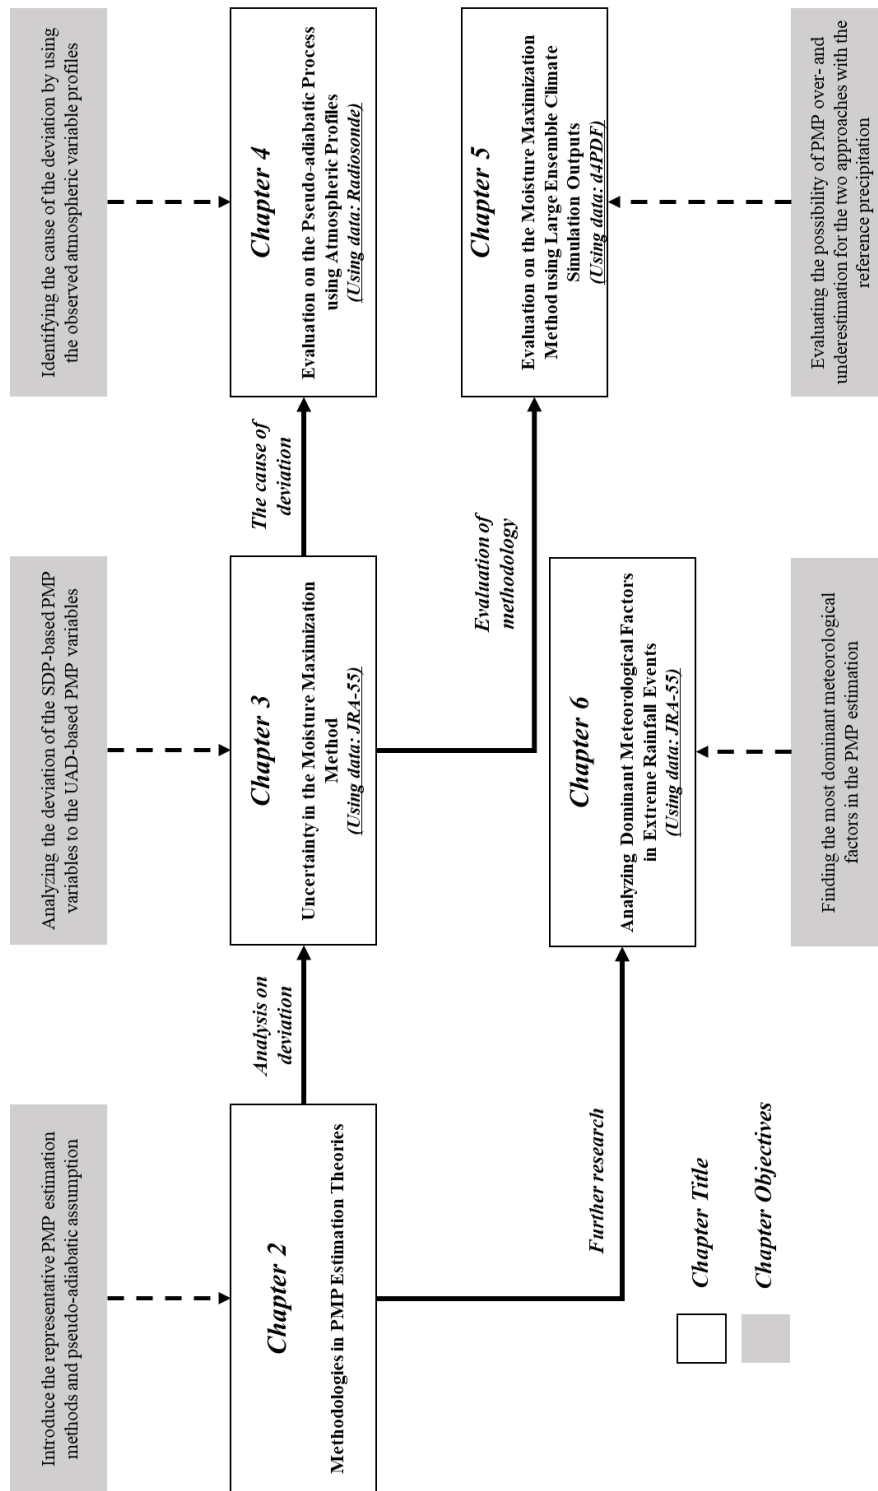 Introduce the representative PMP estimation
methods and pseudo-adiabatic assumption
Analyzing the deviation of the SDP-based PMP
variables to the UAD-based PMP variables
Identifying the cause of the deviation by using
the observed atmospheric variable profiles
Chapter 2
Methodologies in PMP Estimation Theories
Analysis on
deviation
Chapter 3
Uncertainty in the Moisture Maximization
Method
(Using data: JRA-55)
The cause of
deviation
Chapter 4
Evaluation on the Pseudo-adiabatic Process
using Atmospheric Profiles
(Using data: Radiosonde)
Further research
Evaluation of
methodology
Chapter 5
Evaluation on the Moisture Maximization
Method using Large Ensemble Climate
Simulation Outputs
(Using data: d4PDF)
Chapter 6
Analyzing Dominant Meteorological Factors
in Extreme Rainfall Events
(Using data: JRA-55)
Chapter Title
Chapter Objectives
Finding the most dominant meteorological
factors in the PMP estimation
Evaluating the possibility of PMP over- and
underestimation for the two approaches with the
reference precipitation